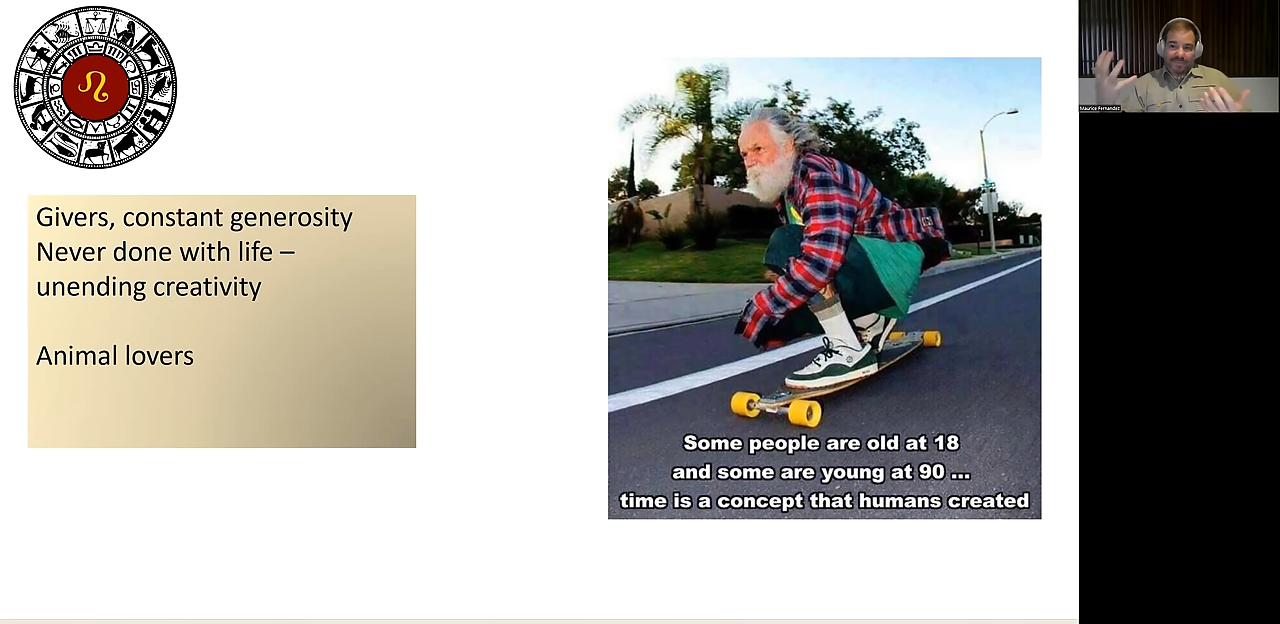 Givers, constant generosity
Never done with life –
unending creativity
Animal lovers
Some people are old at 18
and some are young at 90 ...
time is a concept that humans created
Maurice Fernandez